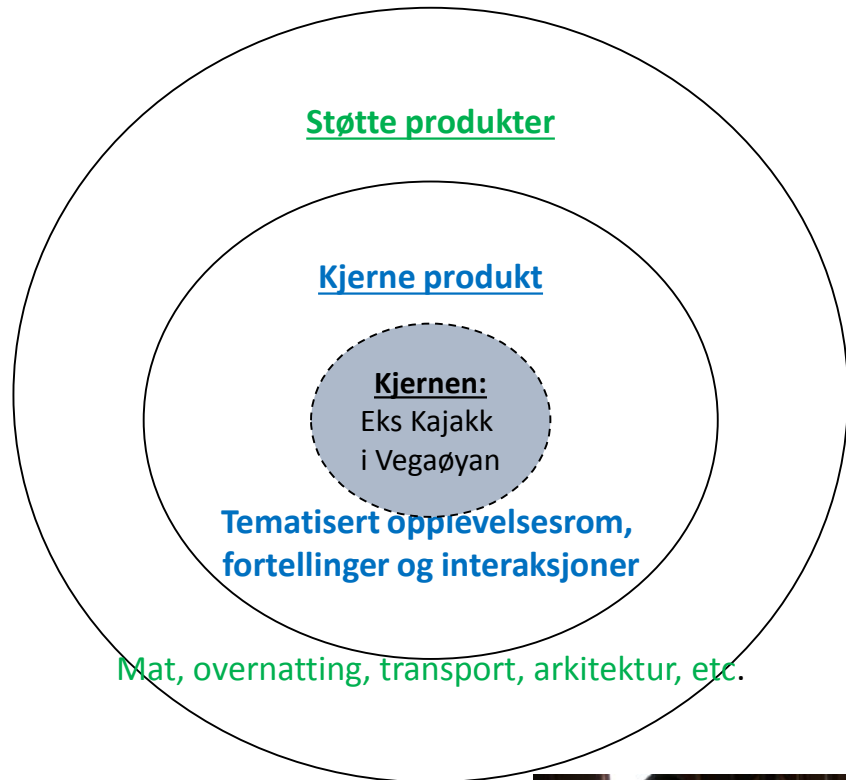 Støtte produkter
Kjerne produkt
Kjernen:
Eks Kajakk
i Vegaøyan
Tematisert opplevelsesrom,
fortellinger og interaksjoner
Mat, overnatting, transport, arkitektur, etc.